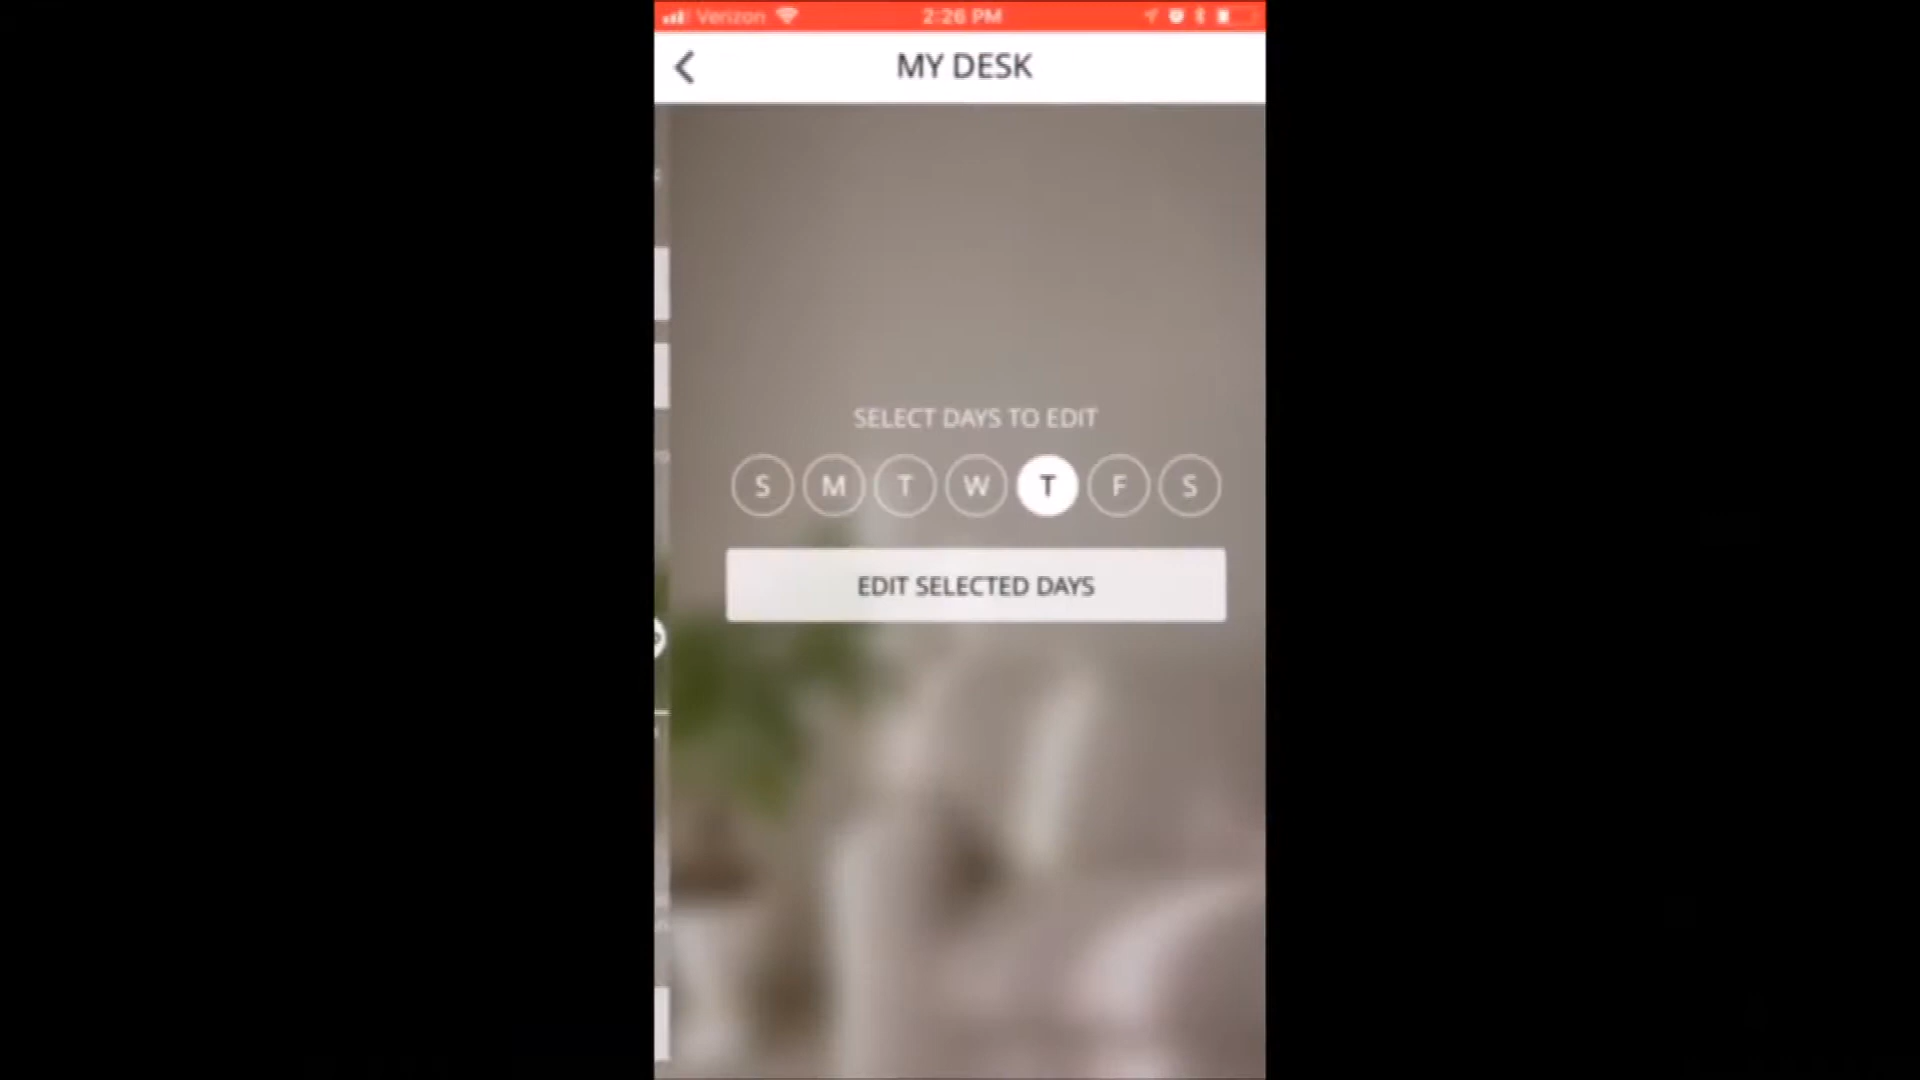 Verizon 2:26 PM
MY DESK
SELECT DAYS TO EDIT
S M T W T F S
EDIT SELECTED DAYS